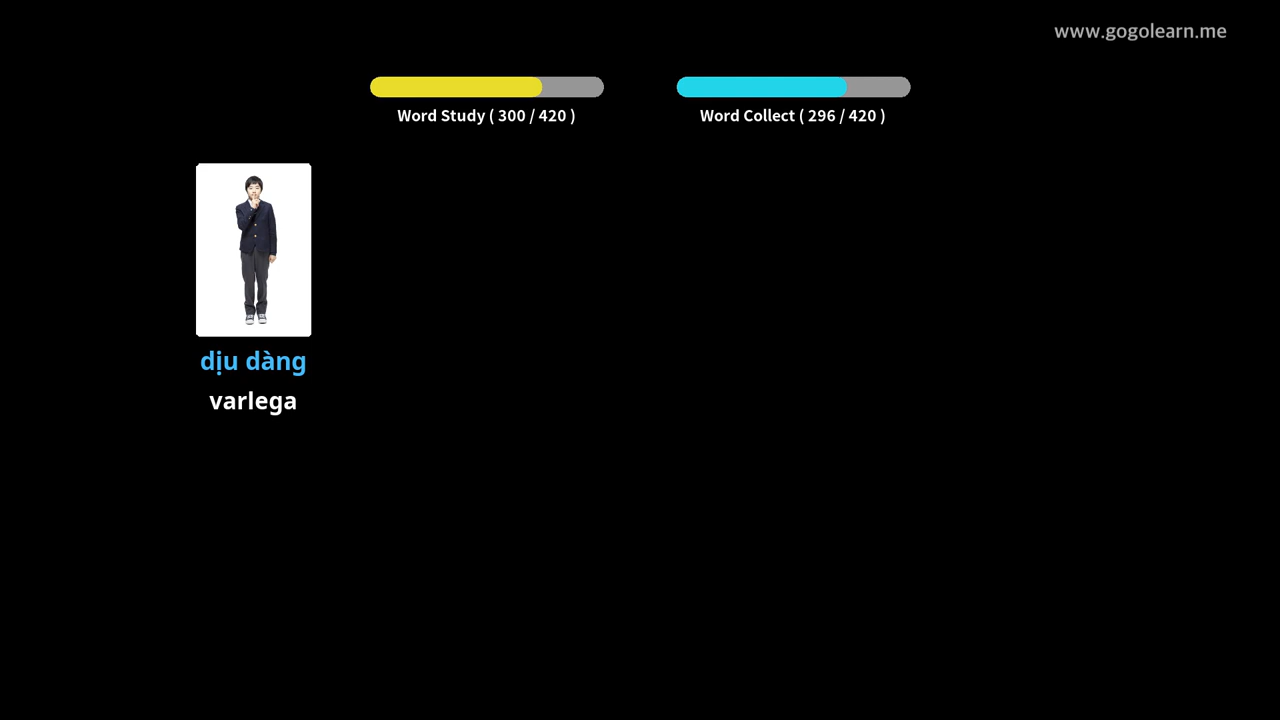 www.gogolearn.me
Word Study ( 300 / 420 )
Word Collect ( 296 / 420 )
dịu dàng
varlega